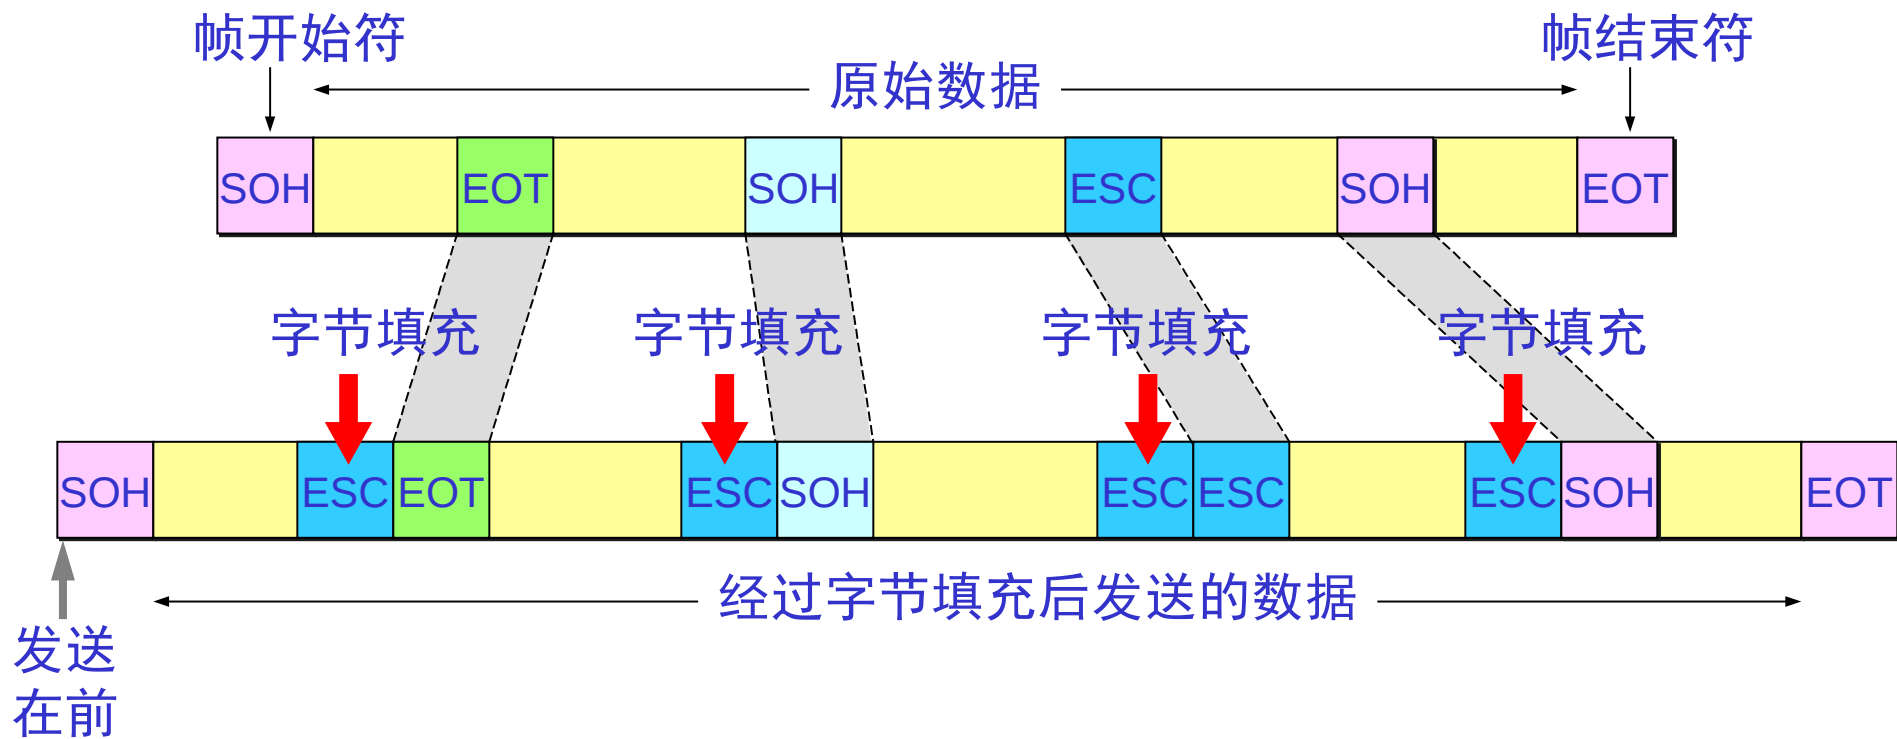 帧开始符
帧结束符
原始数据
SOH
EOT
SOH
ESC
SOH
EOT
字节填充
字节填充
字节填充
字节填充
SOH
ESC
EOT
ESC
SOH
ESC
ESC
ESC
SOH
EOT
经过字节填充后发送的数据
发送
在前